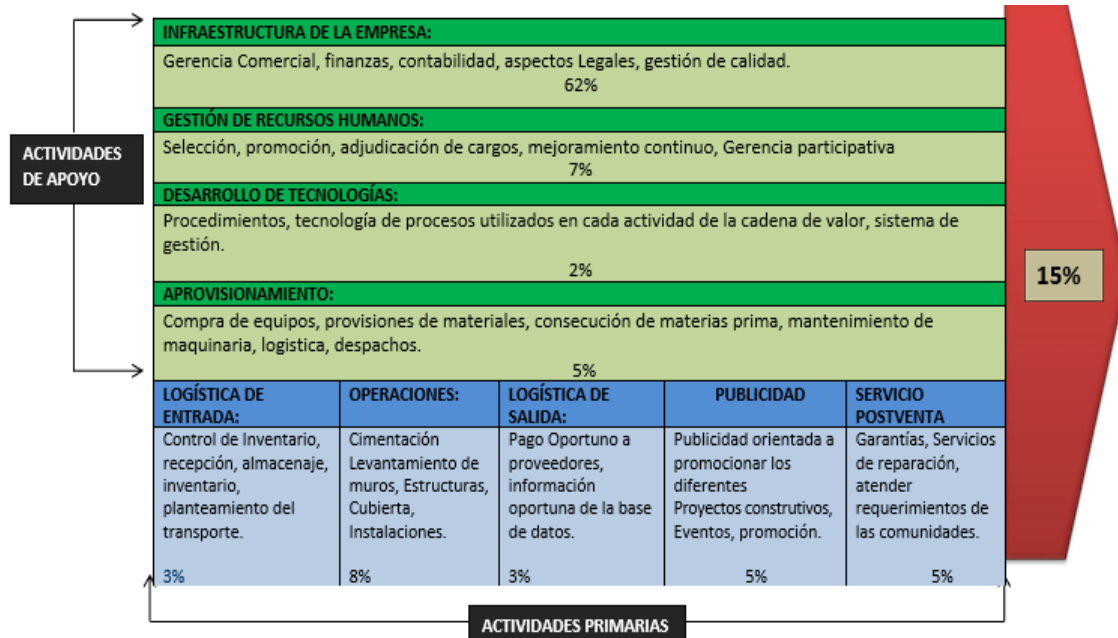 INFRAESTRUCTURA DE LA EMPRESA:
Gerencia Comercial, finanzas, contabilidad, aspectos Legales, gestión de calidad.
62%
GESTIÓN DE RECURSOS HUMANOS:
Selección, promoción, adjudicación de cargos, mejoramiento continuo, Gerencia participativa
7%
ACTIVIDADES
DE APOYO
DESARROLLO DE TECNOLOGÍAS:
Procedimientos, tecnología de procesos utilizados en cada actividad de la cadena de valor, sistema de
gestión.
2%
APROVISIONAMIENTO:
Compra de equipos, provisiones de materiales, consecución de materias prima, mantenimiento de
maquinaria, logistica, despachos.
5%
15%
LOGÍSTICA DE
ENTRADA:
Control de Inventario,
recepción, almacenaje,
inventario,
planteamiento del
transporte.
3%
OPERACIONES:
Cimentación
Levantamiento de
muros, Estructuras,
Cubierta,
Instalaciones.
8%
LOGÍSTICA DE
SALIDA:
Pago Oportuno a
proveedores,
información
oportuna de la base
de datos.
3%
PUBLICIDAD
Publicidad orientada a
promocionar los
diferentes
Proyectos construtivos,
Eventos, promoción.
5%
SERVICIO
POSTVENTA
Garantías, Servicios
de reparación,
atender
requerimientos de
las comunidades.
5%
ACTIVIDADES PRIMARIAS